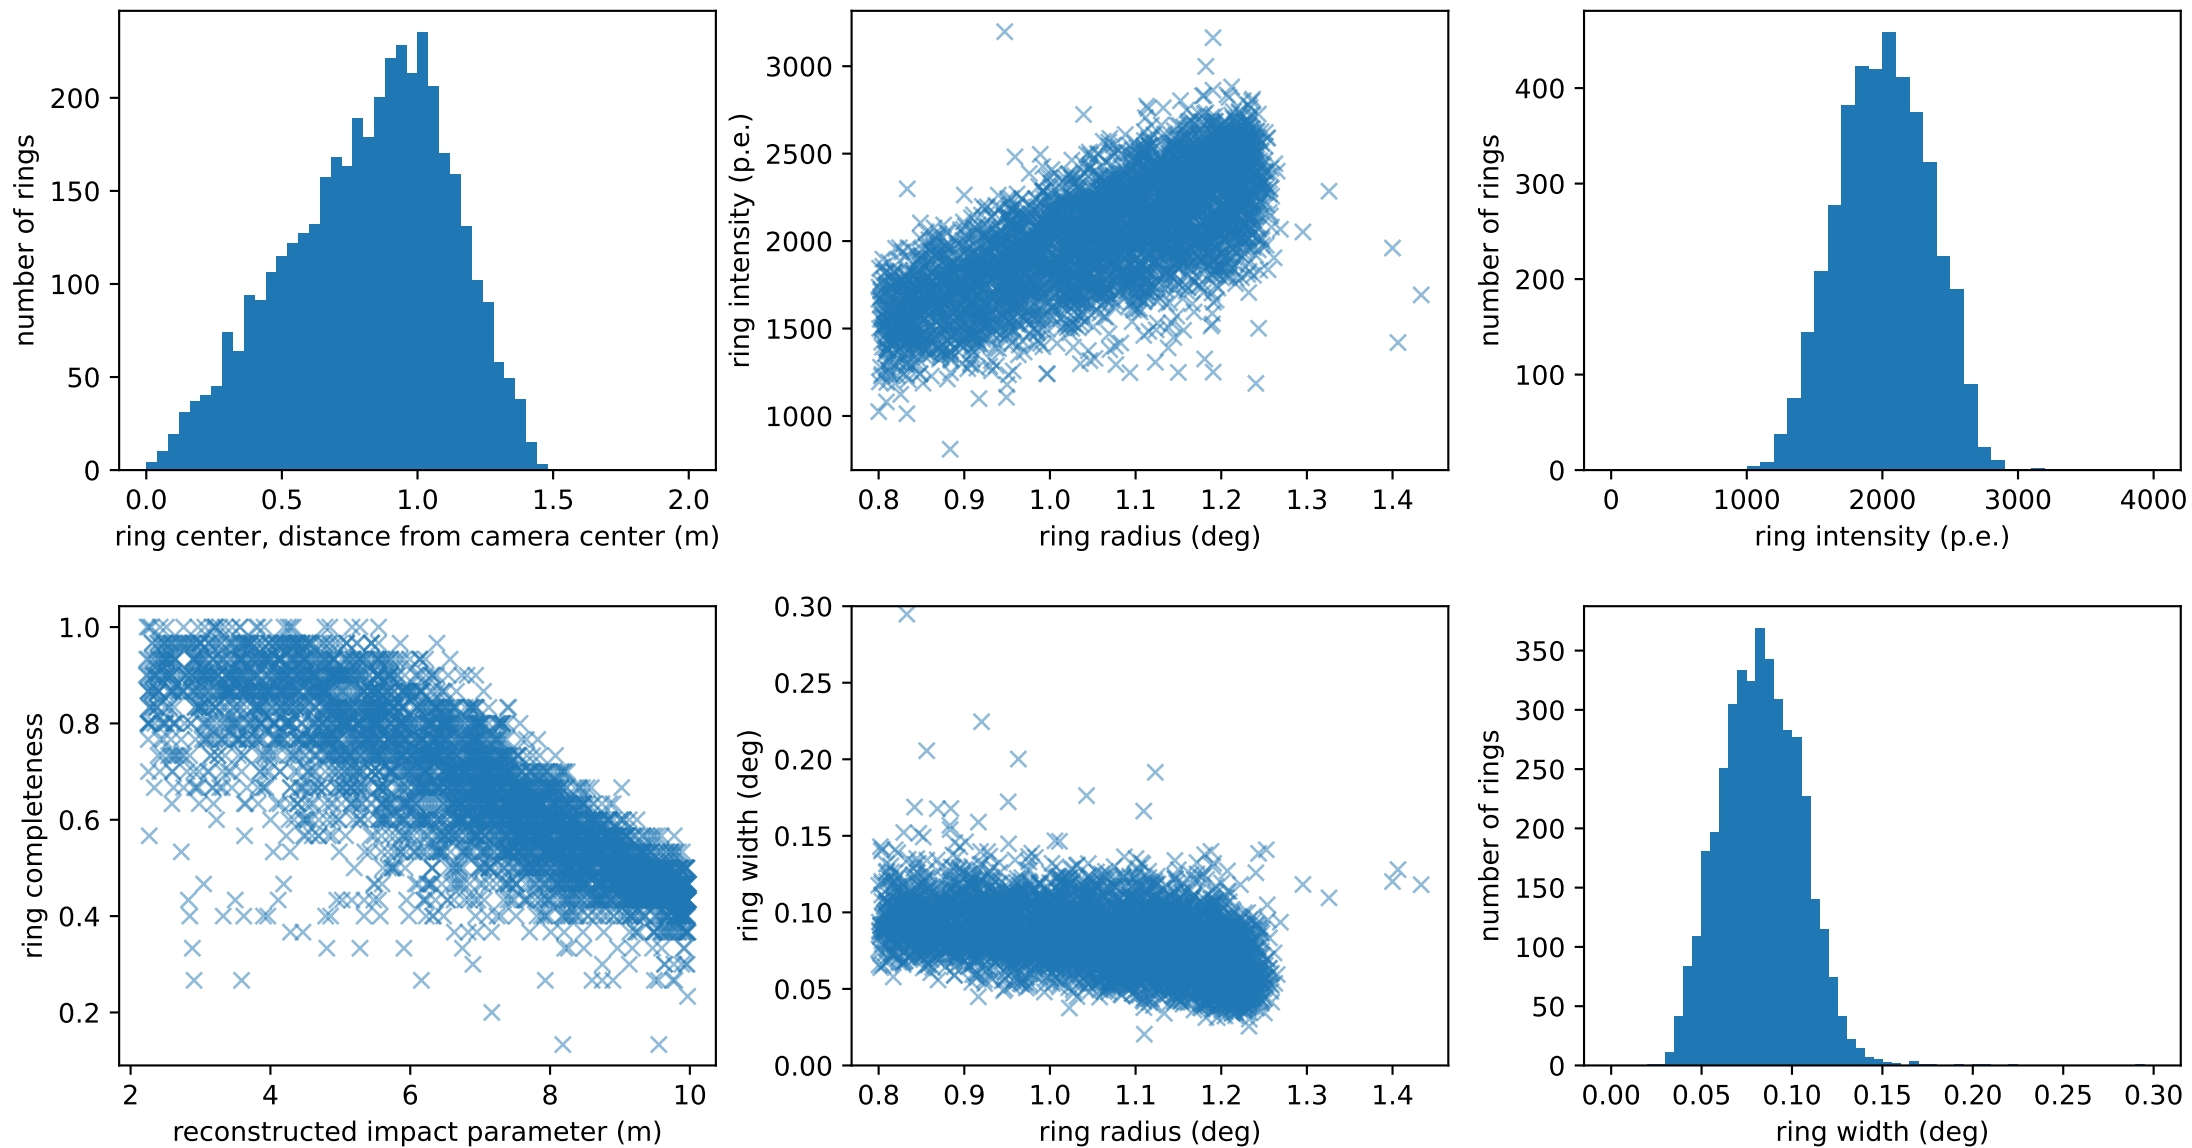 200
150
100
50
0
number of rings
0.0 0.5 1.0 1.5 2.0
ring center, distance from camera center (m)
3000
2500
2000
1500
1000
ring intensity (p.e.)
0.8 0.9 1.0 1.1 1.2 1.3 1.4
ring radius (deg)
400
300
200
100
0
number of rings
0 1000 2000 3000 4000
ring intensity (p.e.)
1.0
0.8
0.6
0.4
0.2
ring completeness
2 4 6 8 10
reconstructed impact parameter (m)
0.30
0.25
0.20
0.15
0.10
0.05
0.00
ring width (deg)
0.8 0.9 1.0 1.1 1.2 1.3 1.4
ring radius (deg)
350
300
250
200
150
100
50
0
number of rings
0.00 0.05 0.10 0.15 0.20 0.25 0.30
ring width (deg)